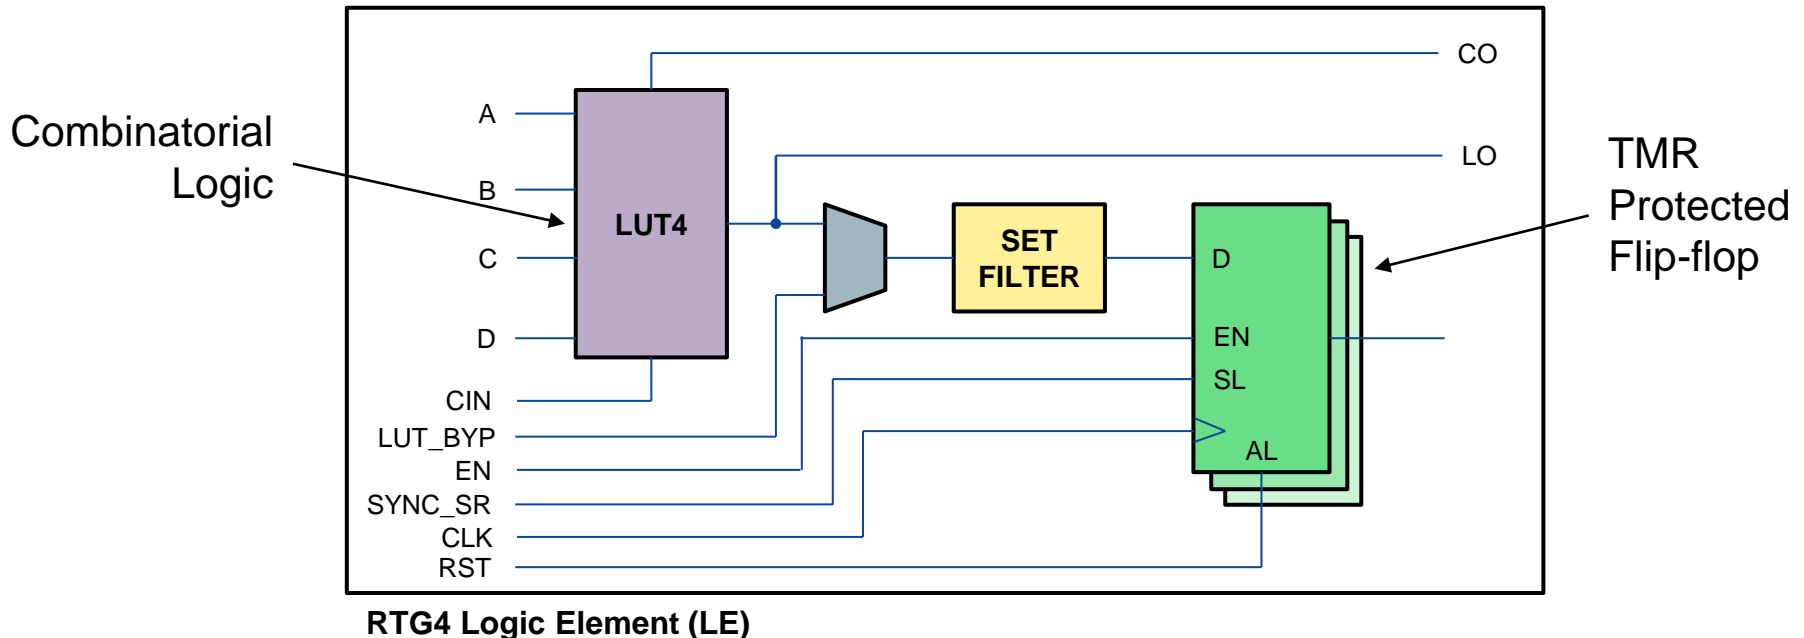 Combinatorial
Logic
A
B
C
D
CIN
LUT_BYP
EN
SYNC_SR
CLK
RST
LUT4
SET
FILTER
D
EN
SL
AL
CO
LO
TMR
Protected
Flip-flop
RTG4 Logic Element (LE)